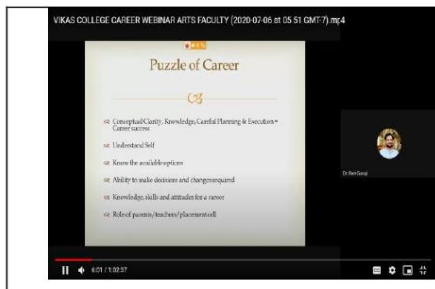 VIKAS COLLEGE CAREER WEBINAR ARTS FACULTY (2020-07-06 at 05 51 GMT-7).mp4
Puzzle of Career
Conceptual Clarity, Knowledge, Careful Planning & Execution =
Career success
Understand Self
Know the available options
Ability to make decisions and changes required
Knowledge, skills and attitudes for a career
Role of parents/teachers/placement cell
6:01 / 1:02:37